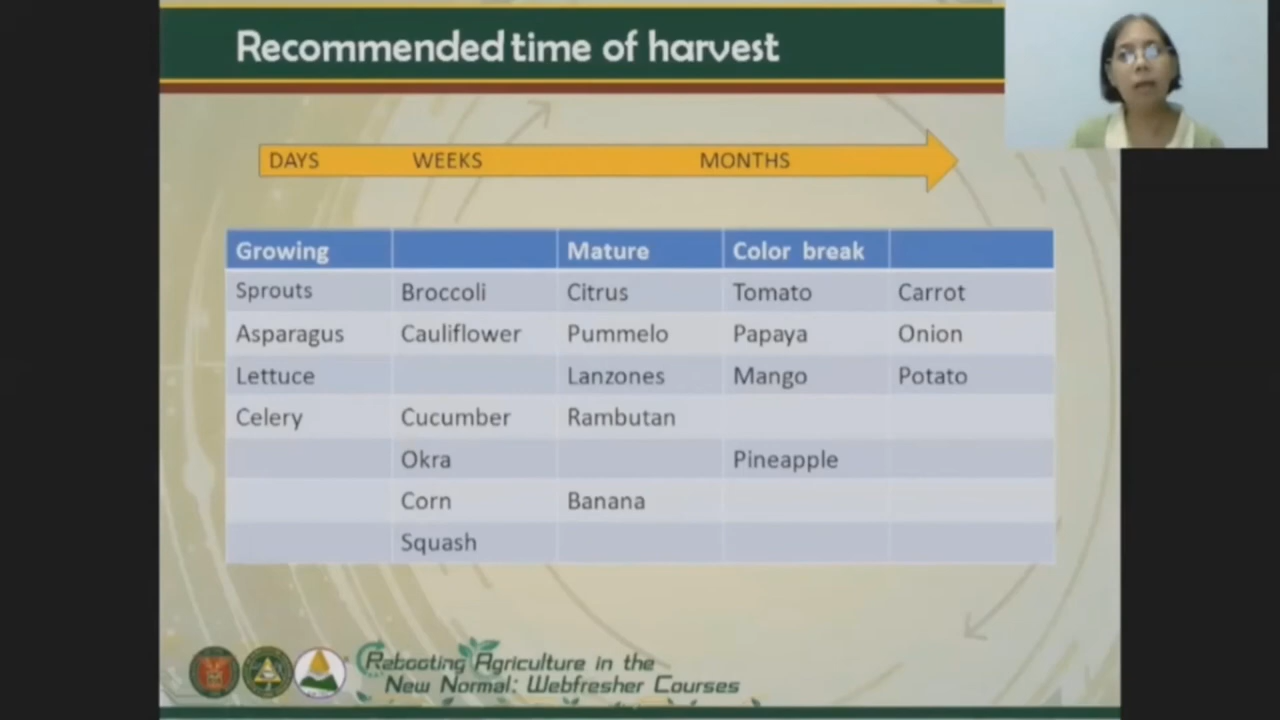 Recommended time of harvest
DAYS WEEKS MONTHS
Growing Mature Color break
Sprouts Broccoli Citrus Tomato Carrot
Asparagus Cauliflower Pummelo Papaya Onion
Lettuce Lanzones Mango Potato
Celery Cucumber Rambutan
Okra Pineapple
Corn Banana
Squash
Rebooting Agriculture in the
New Normal: Webfresher Courses